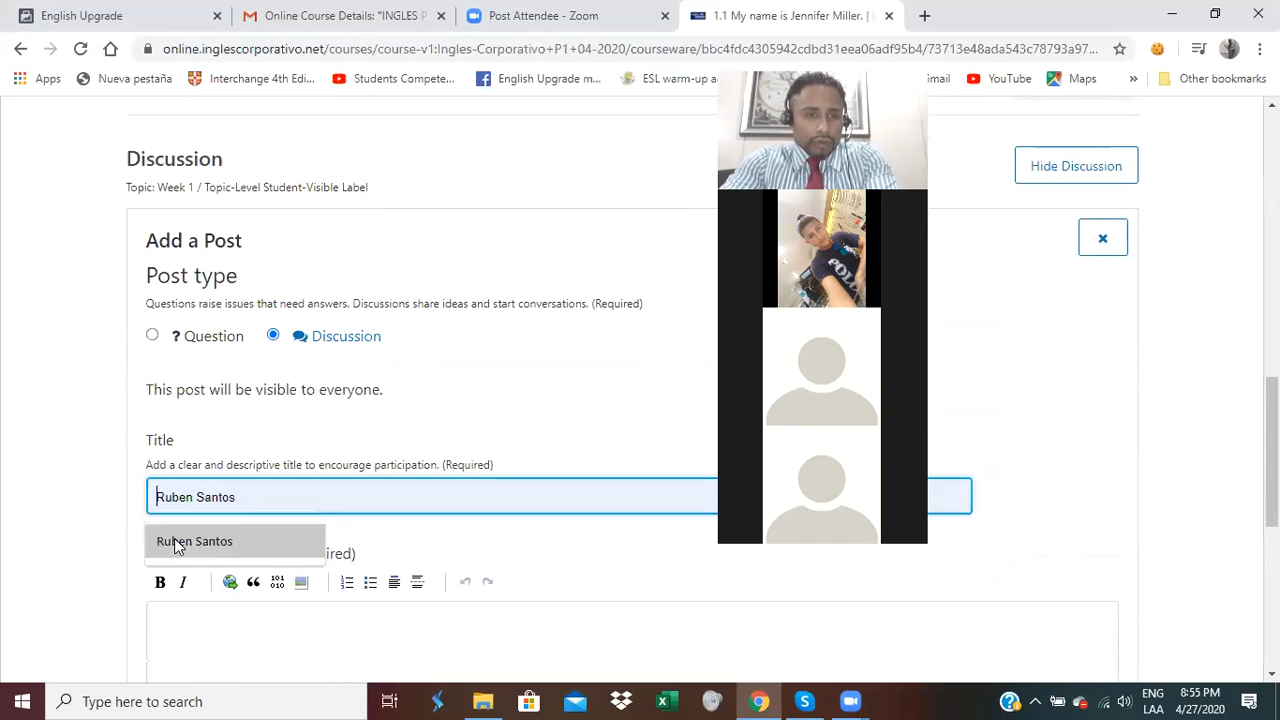 English Upgrade
Online Course Details: "INGLES P
Post Attendee - Zoom
1.1 My name is Jennifer Miller. |
online.inglescorporativo.net/courses/course-v1:Ingles-Corporativo+P1+04-2020/courseware/bbc4fdc4305942cdbd31eea06adf95b4/73713e48ada543c78793a97...
Apps
Nueva pestaña
Interchange 4th Edi...
Students Compete...
English Upgrade m...
ESL warm-up a
mail
YouTube
Maps
»
Other bookmarks
Discussion
Hide Discussion
Topic: Week 1 / Topic-Level Student-Visible Label
Add a Post
Post type
Questions raise issues that need answers. Discussions share ideas and start conversations. (Required)
? Question
Discussion
This post will be visible to everyone.
Title
Add a clear and descriptive title to encourage participation. (Required)
Ruben Santos
Ruben Santos
ired)
B I
Type here to search
ENG
LAA
8:55 PM
4/27/2020